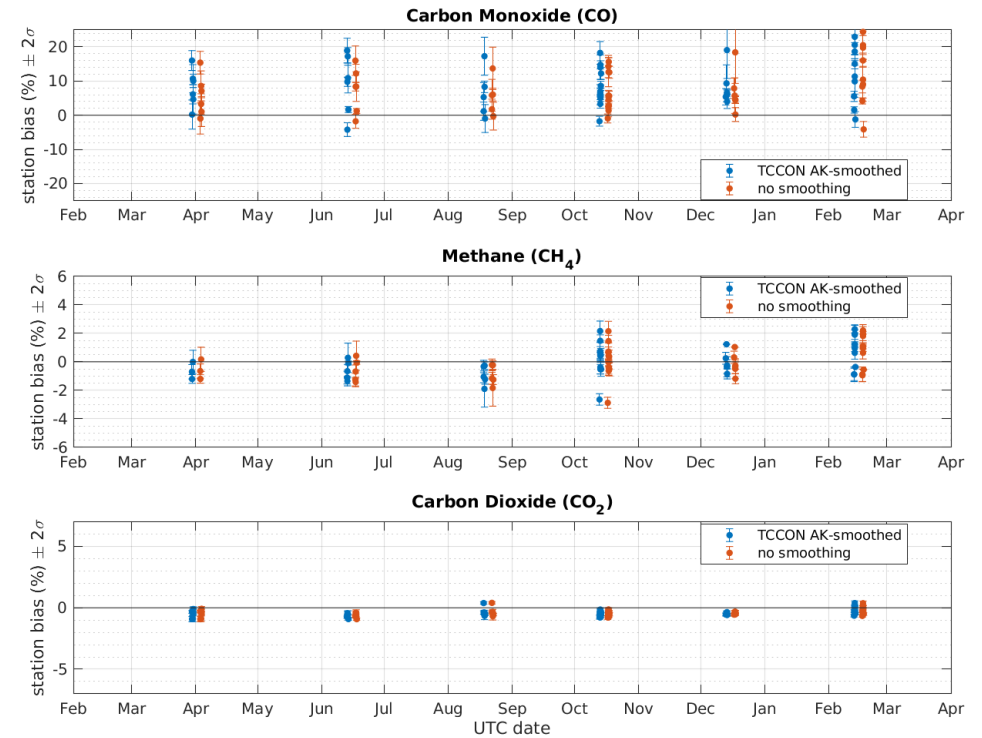 Carbon Monoxide (CO)
station bias (%) ± 2σ
20
10
0
-10
-20
TCCON AK-smoothed
no smoothing
Feb Mar Apr May Jun Jul Aug Sep Oct Nov Dec Jan Feb Mar Apr
Methane (CH4)
station bias (%) ± 2σ
6
4
2
0
-2
-4
-6
TCCON AK-smoothed
no smoothing
Feb Mar Apr May Jun Jul Aug Sep Oct Nov Dec Jan Feb Mar Apr
Carbon Dioxide (CO2)
station bias (%) ± 2σ
5
0
-5
TCCON AK-smoothed
no smoothing
Feb Mar Apr May Jun Jul Aug Sep Oct Nov Dec Jan Feb Mar Apr
UTC date